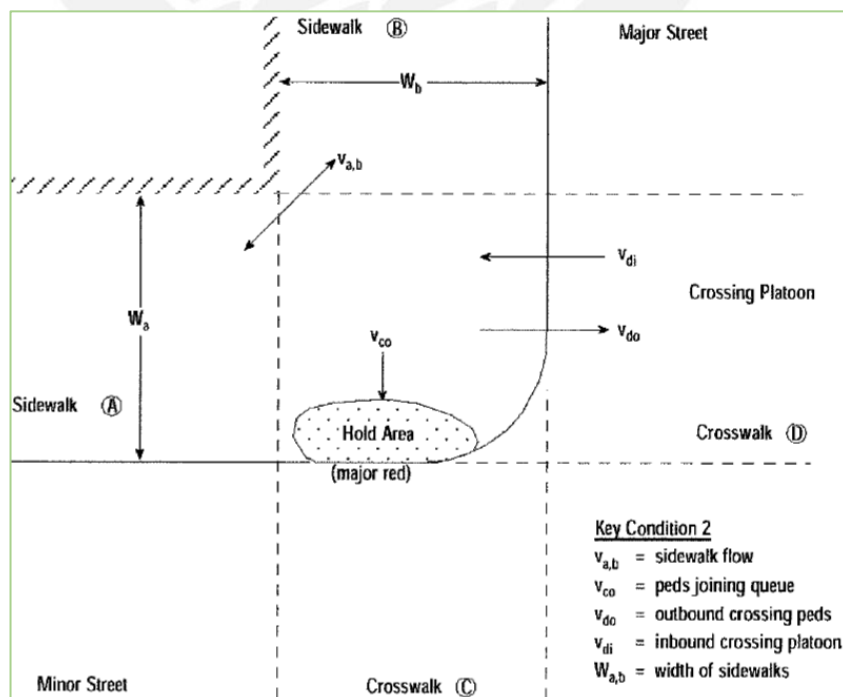 Sidewalk Ⓑ
Major Street
W_b
v_a,b
v_di
Crossing Platoon
W_a
v_do
v_co
Sidewalk Ⓐ
Hold Area
Crosswalk Ⓓ
(major red)
Key Condition 2
v_a,b = sidewalk flow
v_co = peds joining queue
v_do = outbound crossing peds
v_di = inbound crossing platoon
W_a,b = width of sidewalks
Minor Street
Crosswalk Ⓒ